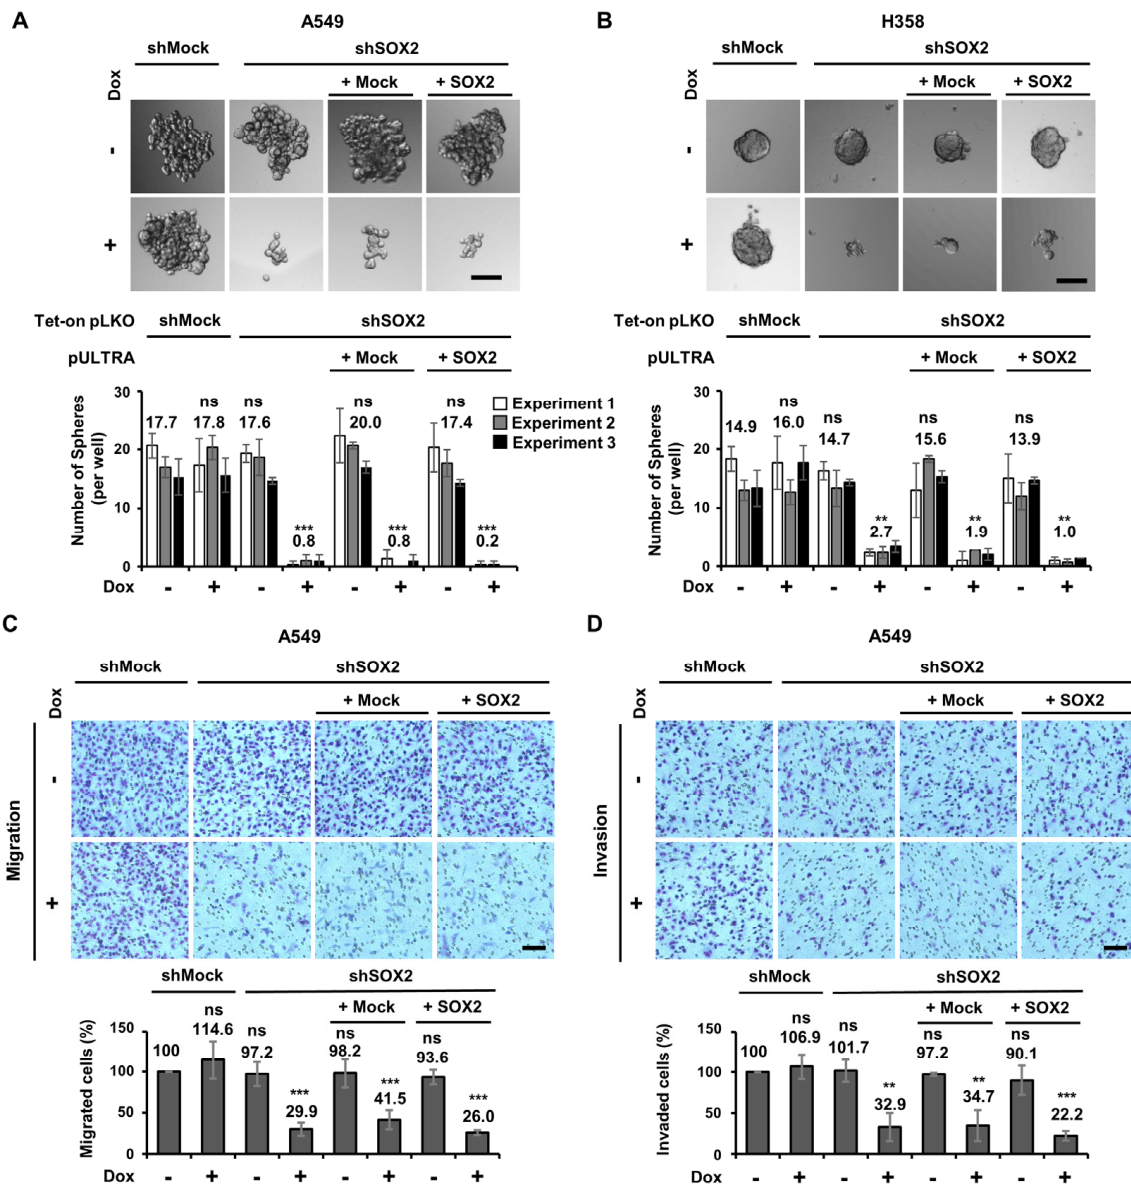 A
A549
shMock
shSOX2
Dox
+ Mock
+ SOX2
-
+
Tet-on pLKO
shMock
shSOX2
pULTRA
+ Mock
+ SOX2
Number of Spheres
(per well)
30
20
10
0
17.7
ns
17.8
ns
17.6
***
0.8
ns
20.0
***
0.8
ns
17.4
***
0.2
Experiment 1
Experiment 2
Experiment 3
Dox
- + - + - + - +
B
H358
shMock
shSOX2
Dox
+ Mock
+ SOX2
-
+
Tet-on pLKO
shMock
shSOX2
pULTRA
+ Mock
+ SOX2
Number of Spheres
(per well)
30
20
10
0
14.9
ns
16.0
ns
14.7
**
2.7
ns
15.6
**
1.9
ns
13.9
**
1.0
Dox
- + - + - + - +
C
A549
shMock
shSOX2
Dox
+ Mock
+ SOX2
Migration
-
+
shMock
shSOX2
+ Mock
+ SOX2
Migrated cells (%)
150
100
50
0
100
ns
114.6
ns
97.2
***
29.9
ns
98.2
***
41.5
ns
93.6
***
26.0
Dox
- + - + - + - +
D
A549
shMock
shSOX2
Dox
+ Mock
+ SOX2
Invasion
-
+
shMock
shSOX2
+ Mock
+ SOX2
Invaded cells (%)
150
100
50
0
100
ns
106.9
ns
101.7
**
32.9
ns
97.2
**
34.7
ns
90.1
***
22.2
Dox
- + - + - + - +